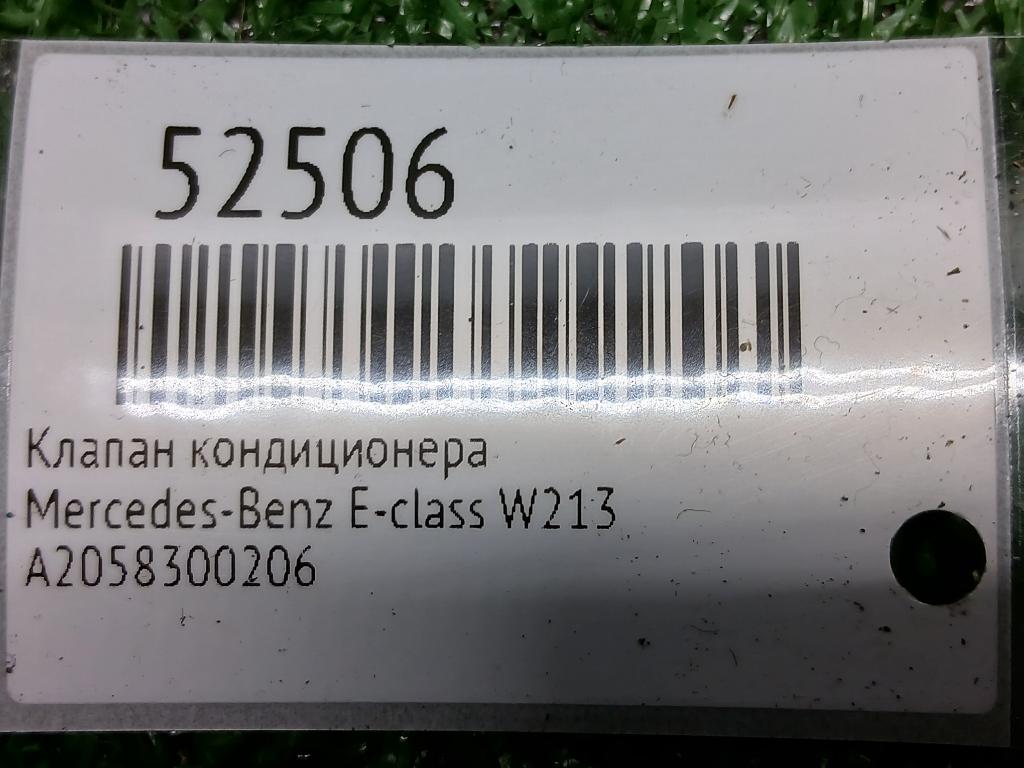 52506
Клапан кондиционера
Mercedes-Benz E-class W213
A2058300206